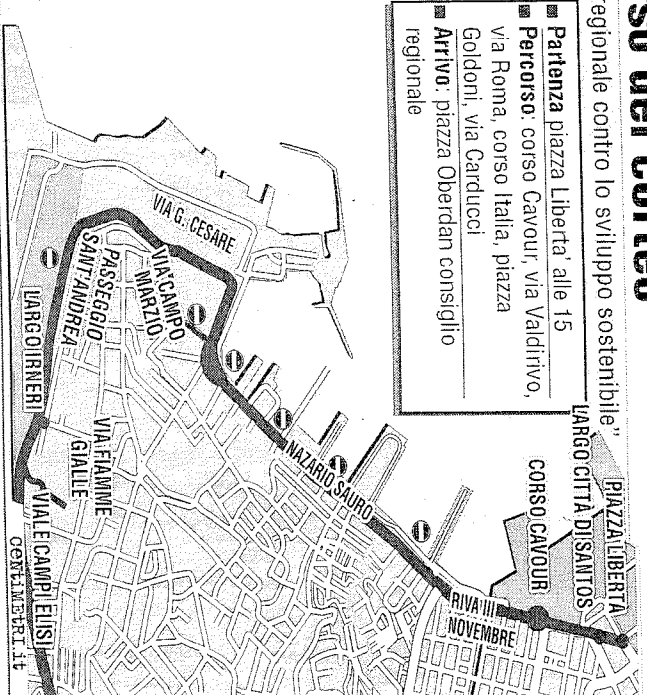 so del corteo
regionale contro lo sviluppo sostenibile"
Partenza piazza Liberta' alle 15
Percorso: corso Cavour, via Valdirivo,
via Roma, corso Italia, piazza
Goldoni, via Carducci
Arrivo: piazza Oberdan consiglio
regionale
PIAZZA LIBERTÀ
LARGO CITTÀ DI SANTOS
CORSO CAVOUR
RIVA III
NOVEMBRE
NAZARIO SAURO
VIA G. CESARE
VIA CAMPO
MARZIO
PASSEGGIO
SANT'ANDREA
LARGO IRNERI
VIA FIAMME
GIALLE
VIALE CAMPI ELISI
CENTIMETRI.it